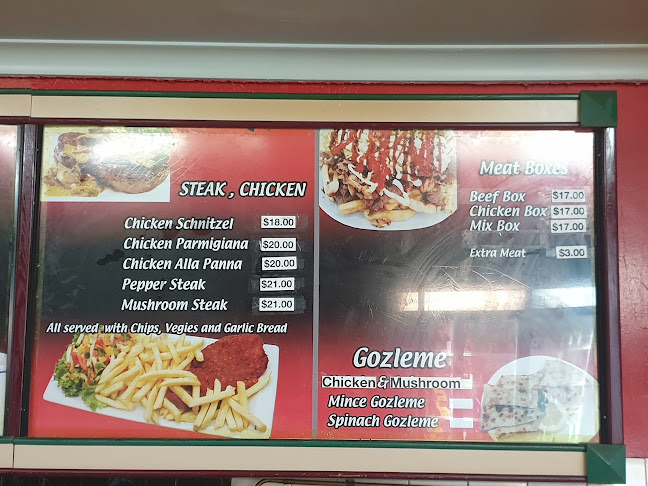 STEAK , CHICKEN
Chicken Schnitzel $18.00
Chicken Parmigiana $20.00
Chicken Alla Panna $20.00
Pepper Steak $21.00
Mushroom Steak $21.00
All served with Chips, Vegies and Garlic Bread
Meat Boxes
Beef Box $17.00
Chicken Box $17.00
Mix Box $17.00
Extra Meat $3.00
Gozleme
Chicken & Mushroom
Mince Gozleme
Spinach Gozleme